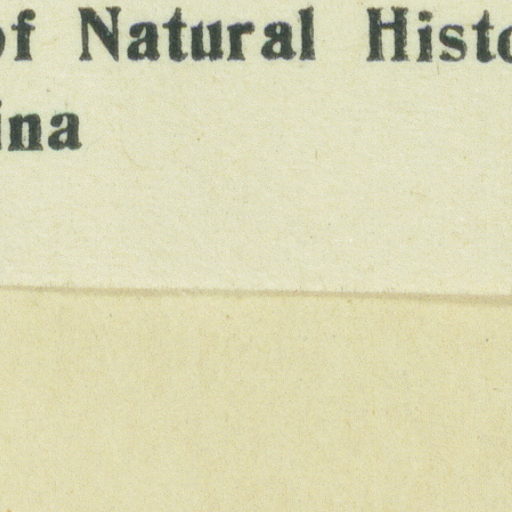 of Natural Histo
ina